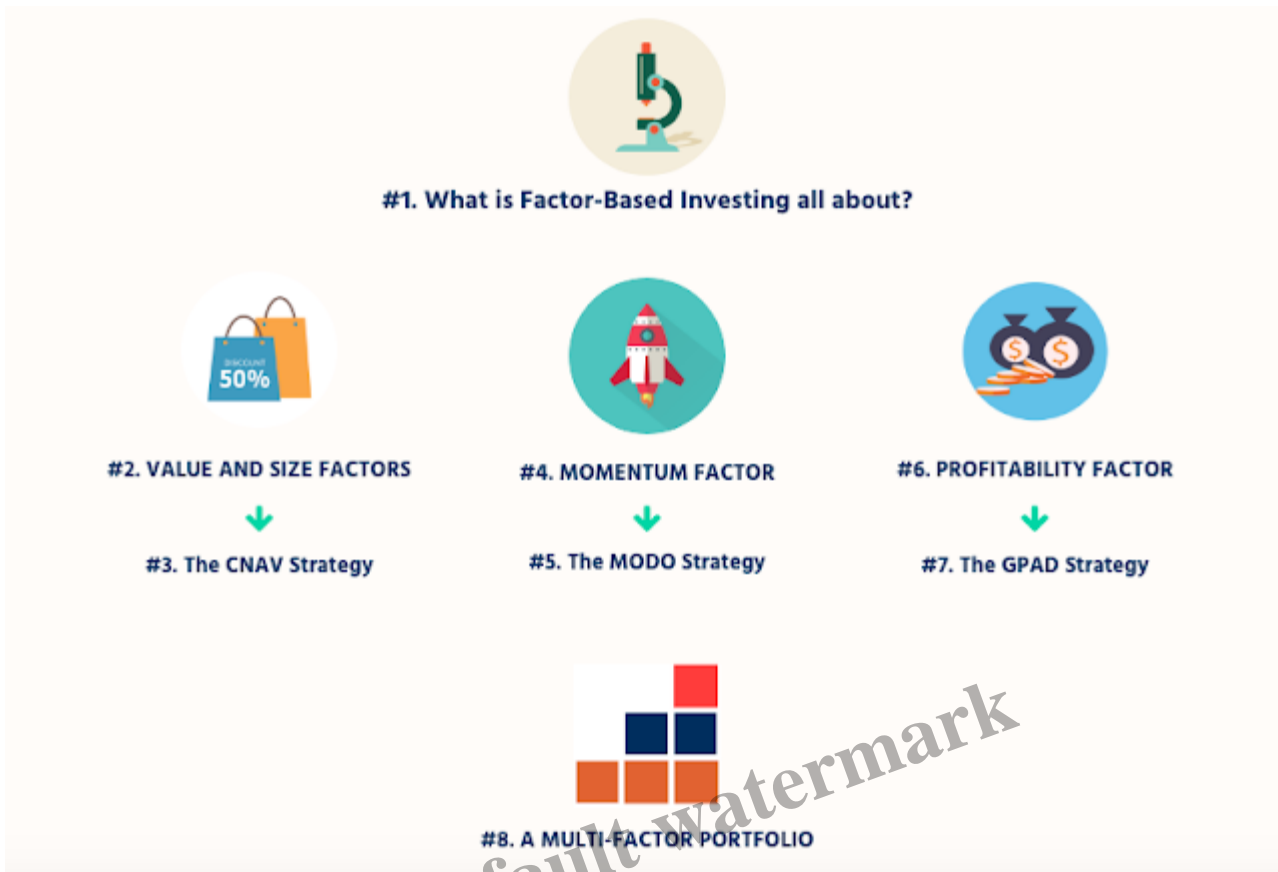 #1. What is Factor-Based Investing all about?
DISCOUNT
50%
#2. VALUE AND SIZE FACTORS
#4. MOMENTUM FACTOR
#6. PROFITABILITY FACTOR
#3. The CNAV Strategy
#5. The MODO Strategy
#7. The GPAD Strategy
#8. A MULTI-FACTOR PORTFOLIO
fault watermark